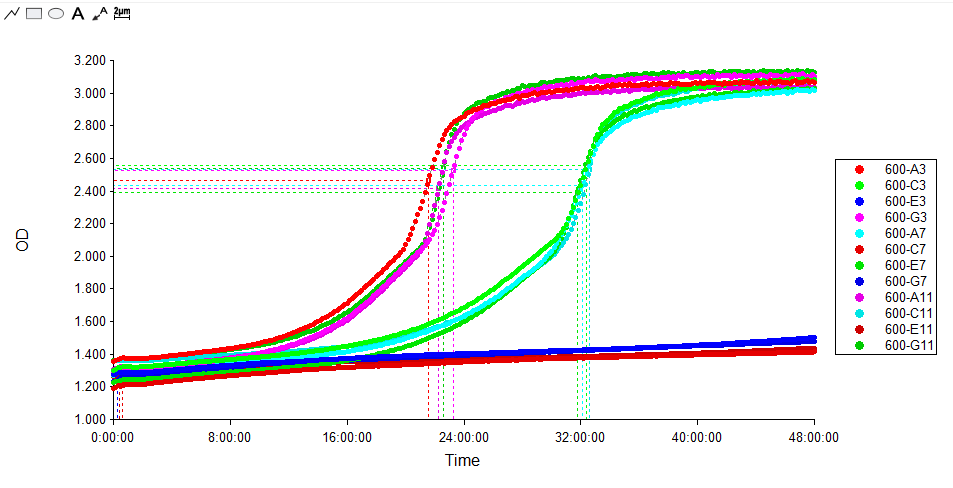 A A 2µm
3.200
3.000
2.800
2.600
2.400
2.200
2.000
1.800
1.600
1.400
1.200
1.000
OD
0:00:00 8:00:00 16:00:00 24:00:00 32:00:00 40:00:00 48:00:00
Time
600-A3
600-C3
600-E3
600-G3
600-A7
600-C7
600-E7
600-G7
600-A11
600-C11
600-E11
600-G11